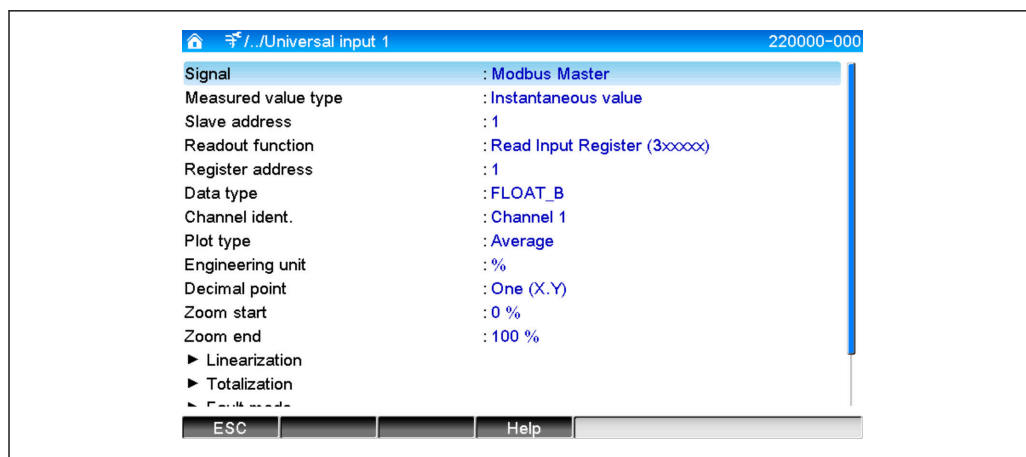 /../Universal input 1 220000-000
Signal : Modbus Master
Measured value type : Instantaneous value
Slave address : 1
Readout function : Read Input Register (3xxxxx)
Register address : 1
Data type : FLOAT_B
Channel ident. : Channel 1
Plot type : Average
Engineering unit : %
Decimal point : One (X.Y)
Zoom start : 0 %
Zoom end : 100 %
► Linearization
► Totalization
► Fault mode
ESC Help